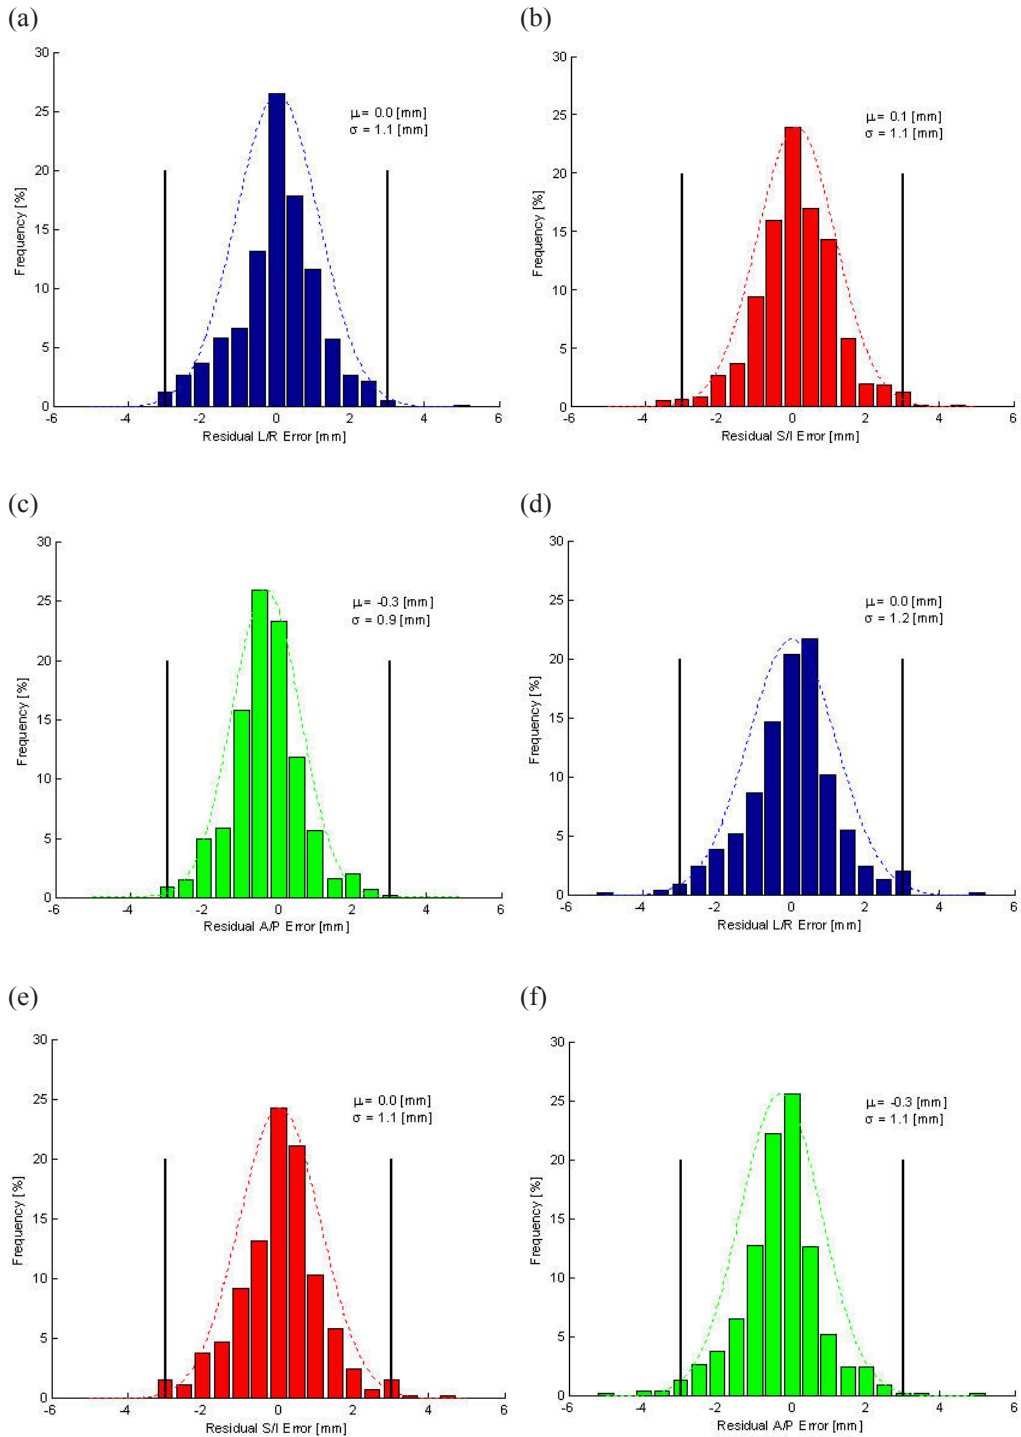 (a)
30
25
20
15
10
5
0
Frequency [%]
μ = 0.0 [mm]
σ = 1.1 [mm]
-6 -4 -2 0 2 4 6
Residual L/R Error [mm]
(b)
30
25
20
15
10
5
0
Frequency [%]
μ = 0.1 [mm]
σ = 1.1 [mm]
-6 -4 -2 0 2 4 6
Residual S/I Error [mm]
(c)
30
25
20
15
10
5
0
Frequency [%]
μ = -0.3 [mm]
σ = 0.9 [mm]
-6 -4 -2 0 2 4 6
Residual A/P Error [mm]
(d)
30
25
20
15
10
5
0
Frequency [%]
μ = 0.0 [mm]
σ = 1.2 [mm]
-6 -4 -2 0 2 4 6
Residual L/R Error [mm]
(e)
30
25
20
15
10
5
0
Frequency [%]
μ = 0.0 [mm]
σ = 1.1 [mm]
-6 -4 -2 0 2 4 6
Residual S/I Error [mm]
(f)
30
25
20
15
10
5
0
Frequency [%]
μ = -0.3 [mm]
σ = 1.1 [mm]
-6 -4 -2 0 2 4 6
Residual A/P Error [mm]